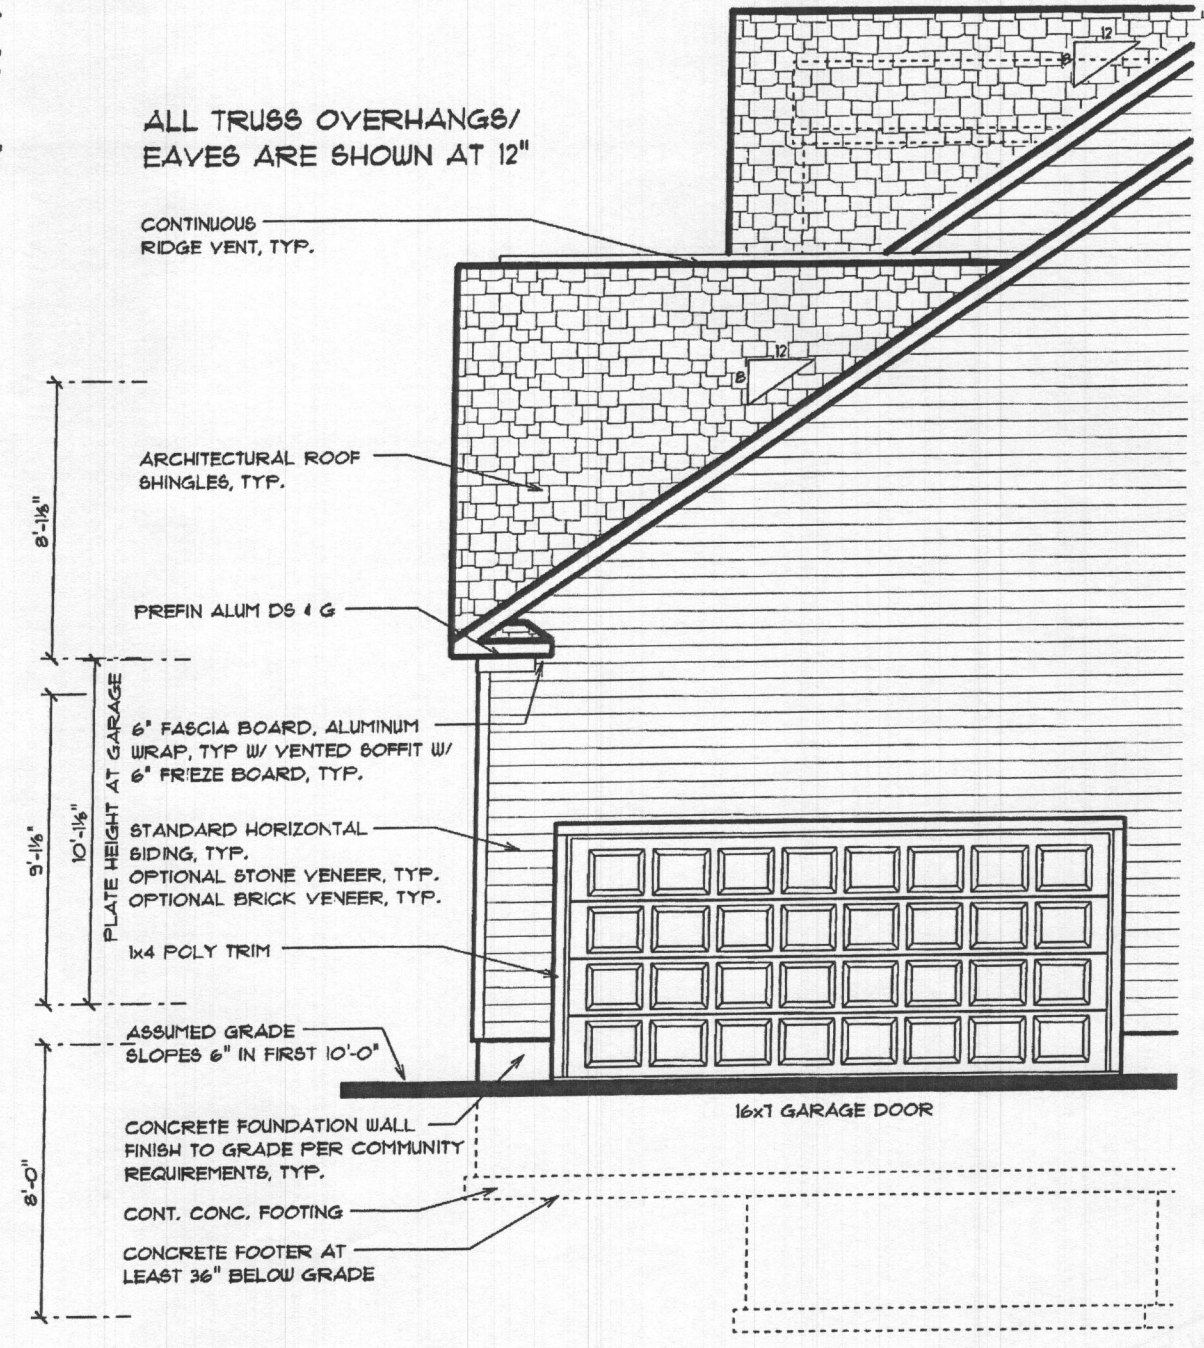 ALL TRUSS OVERHANGS/
EAVES ARE SHOWN AT 12"
CONTINUOUS
RIDGE VENT, TYP.
12
8
12
8
ARCHITECTURAL ROOF
SHINGLES, TYP.
8'-1⅛"
PREFIN ALUM DS & G
6" FASCIA BOARD, ALUMINUM
WRAP, TYP W/ VENTED SOFFIT W/
6" FRIEZE BOARD, TYP.
9'-1⅛"
10'-1⅛"
PLATE HEIGHT AT GARAGE
STANDARD HORIZONTAL
SIDING, TYP.
OPTIONAL STONE VENEER, TYP.
OPTIONAL BRICK VENEER, TYP.
1x4 POLY TRIM
ASSUMED GRADE
SLOPES 6" IN FIRST 10'-0"
16x7 GARAGE DOOR
CONCRETE FOUNDATION WALL
FINISH TO GRADE PER COMMUNITY
REQUIREMENTS, TYP.
8'-0"
CONT. CONC. FOOTING
CONCRETE FOOTER AT
LEAST 36" BELOW GRADE